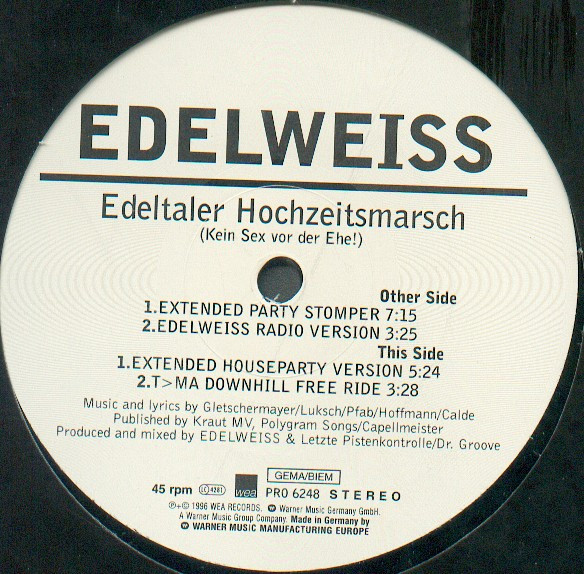 EDELWEISS
Edeltaler Hochzeitsmarsch
(Kein Sex vor der Ehe!)
Other Side
1.EXTENDED PARTY STOMPER 7:15
2.EDELWEISS RADIO VERSION 3:25
This Side
1.EXTENDED HOUSEPARTY VERSION 5:24
2.T>MA DOWNHILL FREE RIDE 3:28
Music and lyrics by Gletschermayer/Luksch/Pfab/Hoffmann/Calde
Published by Kraut MV, Polygram Songs/Capellmeister
Produced and mixed by EDELWEISS & Letzte Pistenkontrolle/Dr. Groove
GEMA/BIEM
45 rpm LC 4281 wea PRO 6248 STEREO
℗+© 1996 WEA RECORDS. Warner Music Germany GmbH.
A Warner Music Group Company. Made in Germany by
WARNER MUSIC MANUFACTURING EUROPE